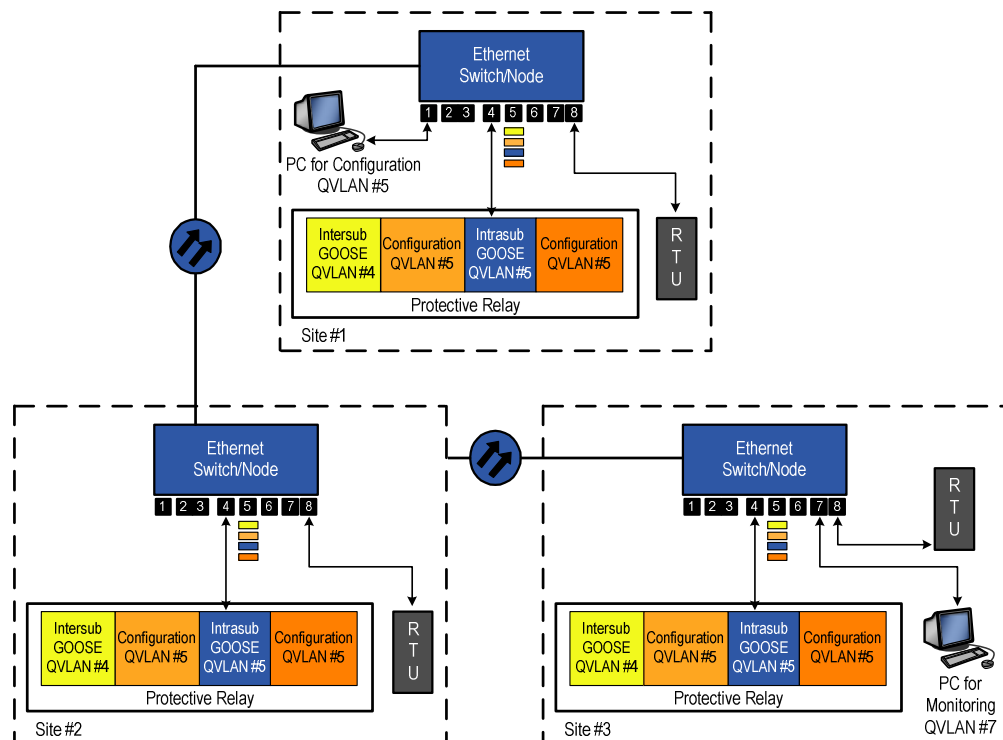 Ethernet
Switch/Node
1 2 3 4 5 6 7 8
PC for Configuration
QVLAN #5
Intersub
GOOSE
QVLAN #4
Configuration
QVLAN #5
Intrasub
GOOSE
QVLAN #5
Configuration
QVLAN #5
Protective Relay
R
T
U
Site #1
Ethernet
Switch/Node
1 2 3 4 5 6 7 8
Intersub
GOOSE
QVLAN #4
Configuration
QVLAN #5
Intrasub
GOOSE
QVLAN #5
Configuration
QVLAN #5
Protective Relay
R
T
U
Site #2
Ethernet
Switch/Node
1 2 3 4 5 6 7 8
R
T
U
Intersub
GOOSE
QVLAN #4
Configuration
QVLAN #5
Intrasub
GOOSE
QVLAN #5
Configuration
QVLAN #5
Protective Relay
PC for
Monitoring
QVLAN #7
Site #3